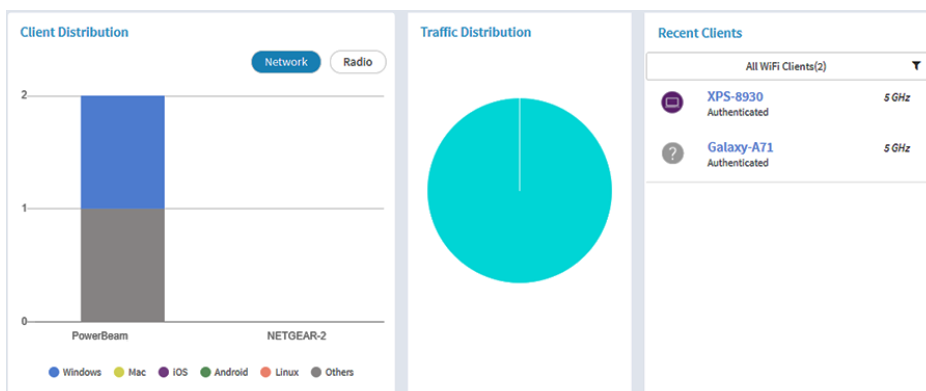 Client Distribution
Network Radio
2
1
0
PowerBeam NETGEAR-2
Windows Mac iOS Android Linux Others
Traffic Distribution
Recent Clients
All WiFi Clients(2)
XPS-8930 5 GHz
Authenticated
?
Galaxy-A71 5 GHz
Authenticated